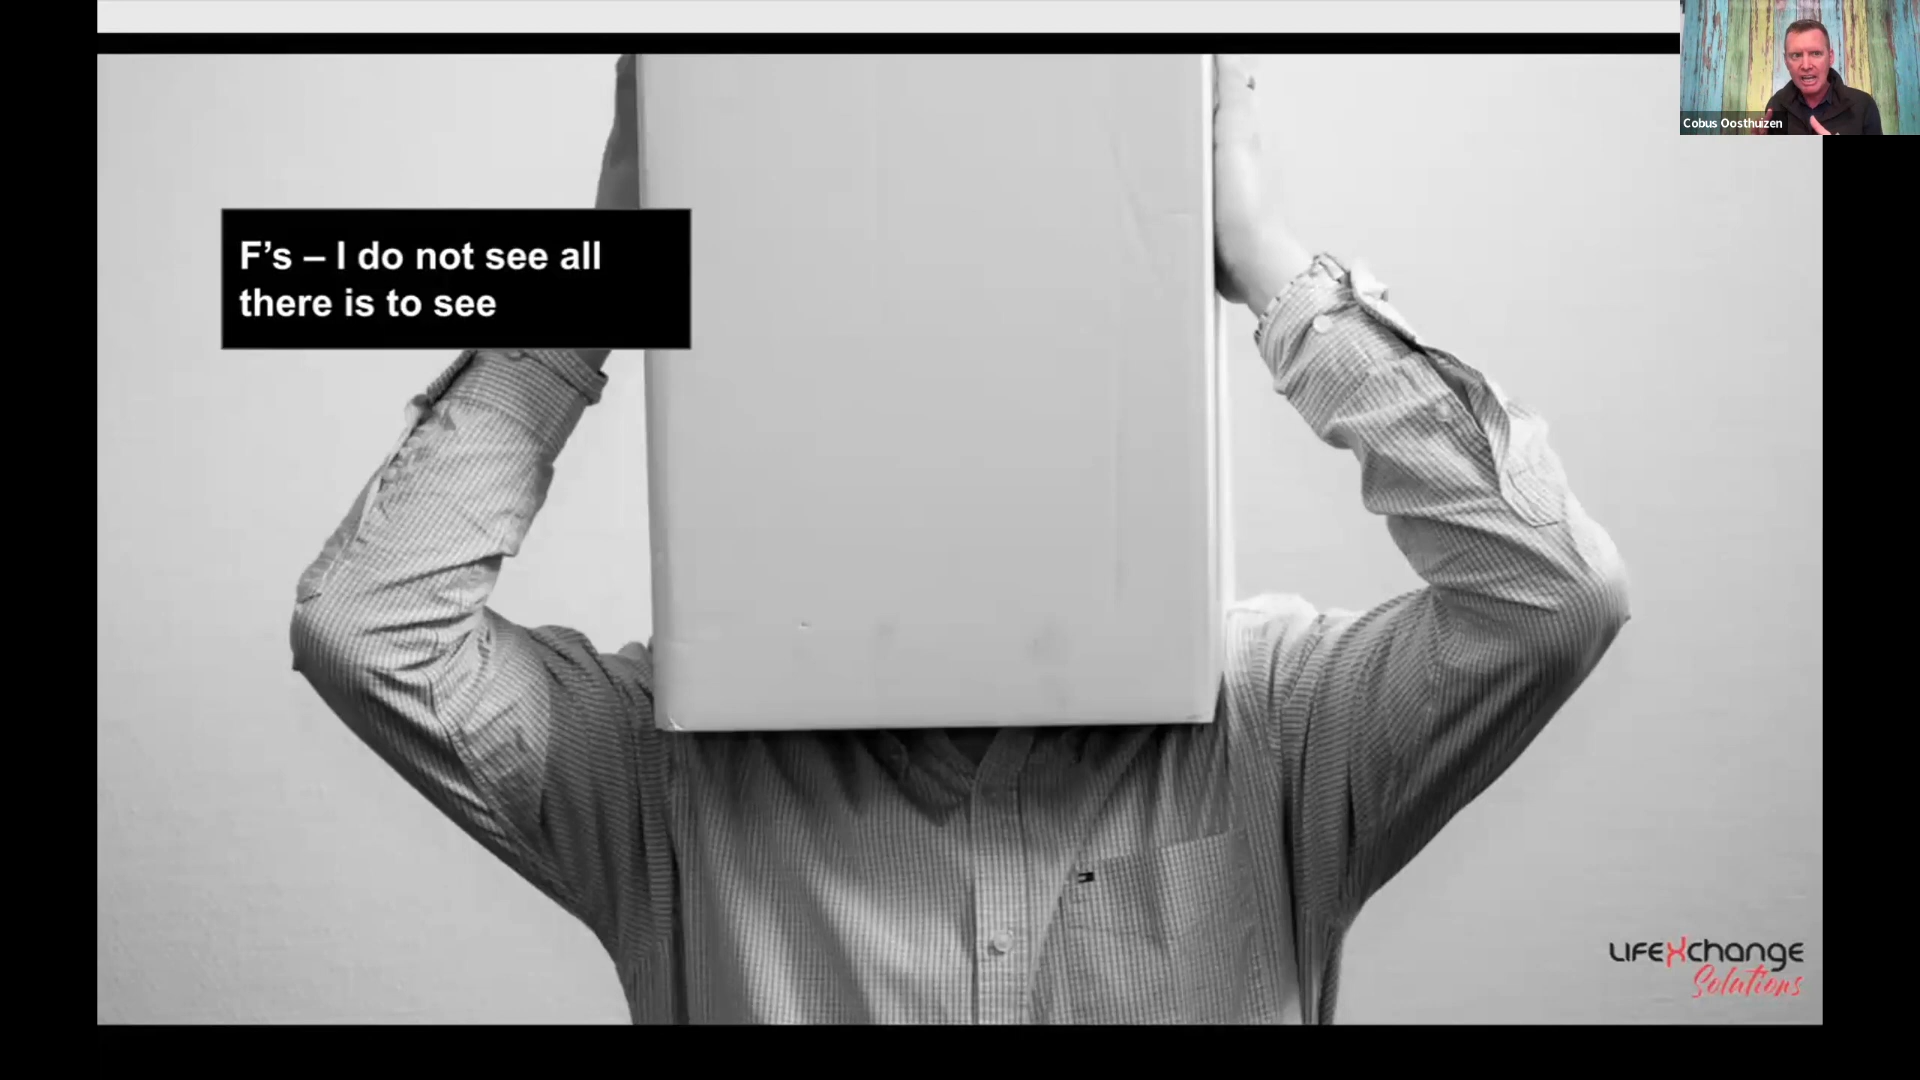 Cobus Oosthuizen
F's – I do not see all
there is to see
LIFEXchange
Solutions